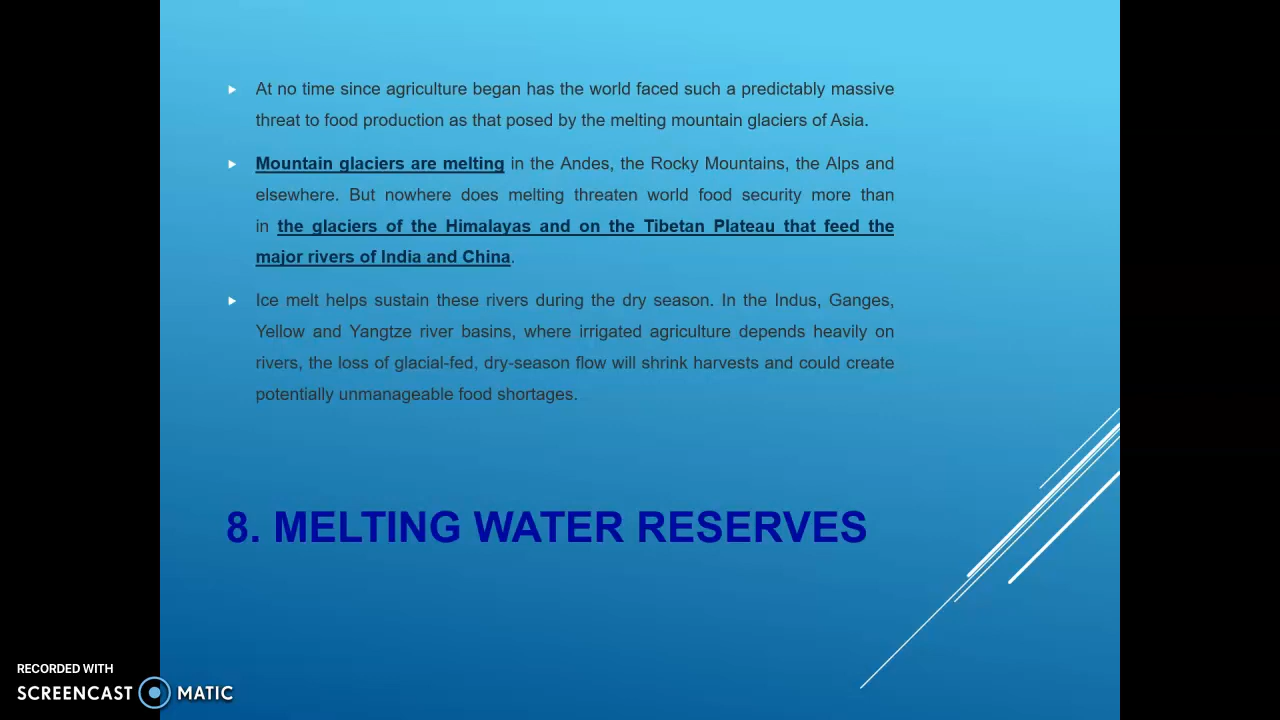 At no time since agriculture began has the world faced such a predictably massive
threat to food production as that posed by the melting mountain glaciers of Asia.
Mountain glaciers are melting in the Andes, the Rocky Mountains, the Alps and
elsewhere. But nowhere does melting threaten world food security more than
in the glaciers of the Himalayas and on the Tibetan Plateau that feed the
major rivers of India and China.
Ice melt helps sustain these rivers during the dry season. In the Indus, Ganges,
Yellow and Yangtze river basins, where irrigated agriculture depends heavily on
rivers, the loss of glacial-fed, dry-season flow will shrink harvests and could create
potentially unmanageable food shortages.
8. MELTING WATER RESERVES
RECORDED WITH
SCREENCAST MATIC